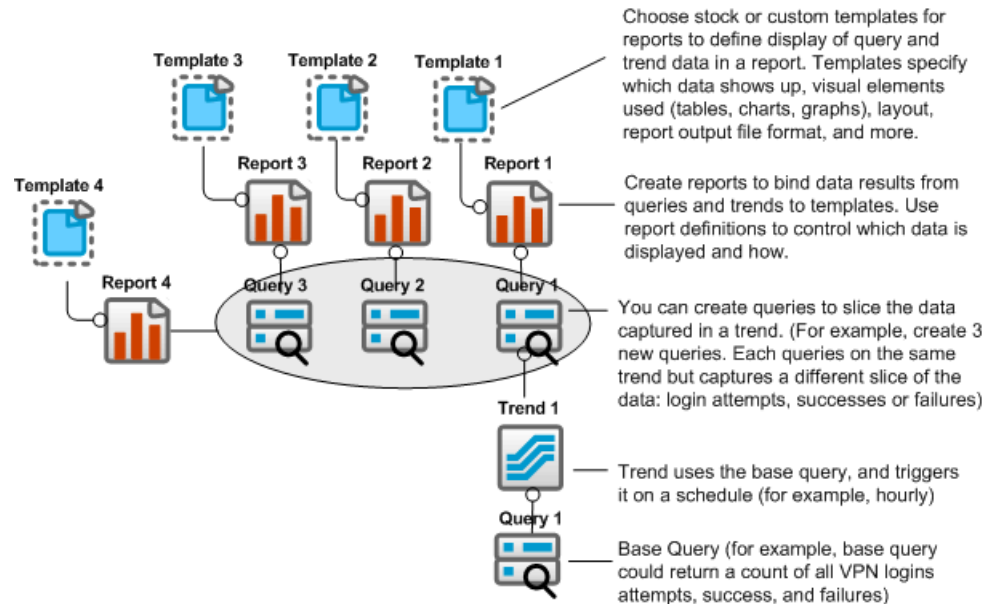 Choose stock or custom templates for
reports to define display of query and
trend data in a report. Templates specify
which data shows up, visual elements
used (tables, charts, graphs), layout,
report output file format, and more.
Template 3
Template 2
Template 1
Report 3
Report 2
Report 1
Create reports to bind data results from
queries and trends to templates. Use
report definitions to control which data is
displayed and how.
Template 4
Report 4
Query 3
Query 2
Query 1
You can create queries to slice the data
captured in a trend. (For example, create 3
new queries. Each queries on the same
trend but captures a different slice of the
data: login attempts, successes or failures)
Trend 1
Trend uses the base query, and triggers
it on a schedule (for example, hourly)
Query 1
Base Query (for example, base query
could return a count of all VPN logins
attempts, success, and failures)